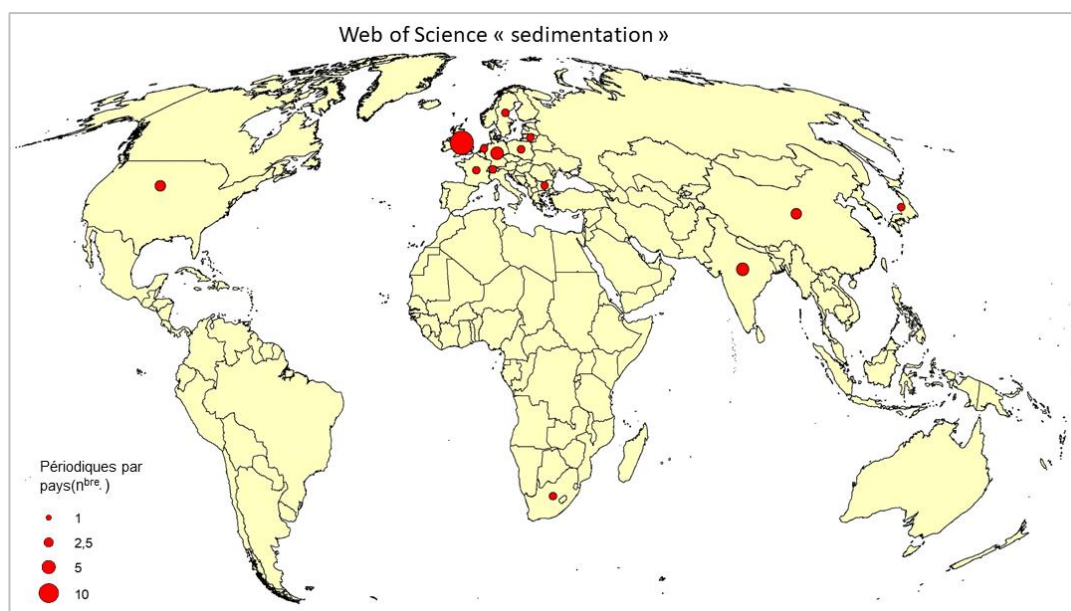 Web of Science « sedimentation »
Périodiques par
pays(nbre.)
1
2,5
5
10